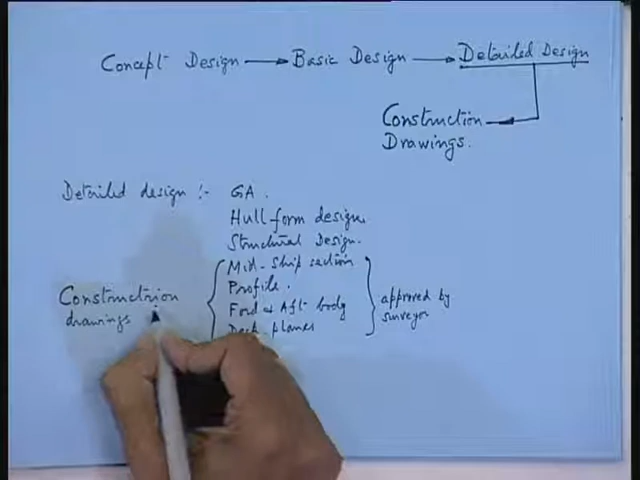 Concept Design → Basic Design → Detailed Design
Construction
Drawings.
Detailed design :- GA.
Hull form design.
Structural Design.
Mid-Ship section
Profile.
Construction
drawings
Ford & Aft body
Deck planes
approved by
surveyor